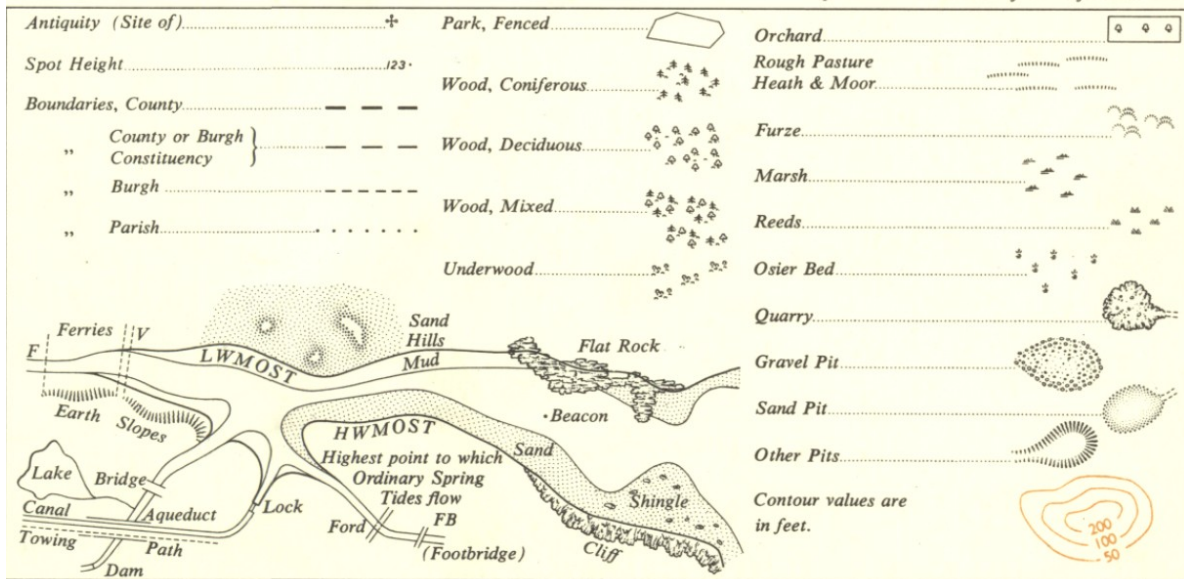 Antiquity (Site of)
Spot Height 123
Boundaries, County
„ County or Burgh
Constituency
„ Burgh
„ Parish
Park, Fenced
Wood, Coniferous
Wood, Deciduous
Wood, Mixed
Underwood
Orchard
Rough Pasture
Heath & Moor
Furze
Marsh
Reeds
Osier Bed
Quarry
Gravel Pit
Sand Pit
Other Pits
Contour values are
in feet.
200
100
50
Ferries
F
V
Sand
Hills
LWMOST
Mud
Flat Rock
Earth
Slopes
Beacon
HWMOST
Highest point to which
Ordinary Spring
Tides flow
Sand
Shingle
Lake
Bridge
Canal
Aqueduct
Lock
Ford
FB
(Footbridge)
Cliff
Towing
Path
Dam